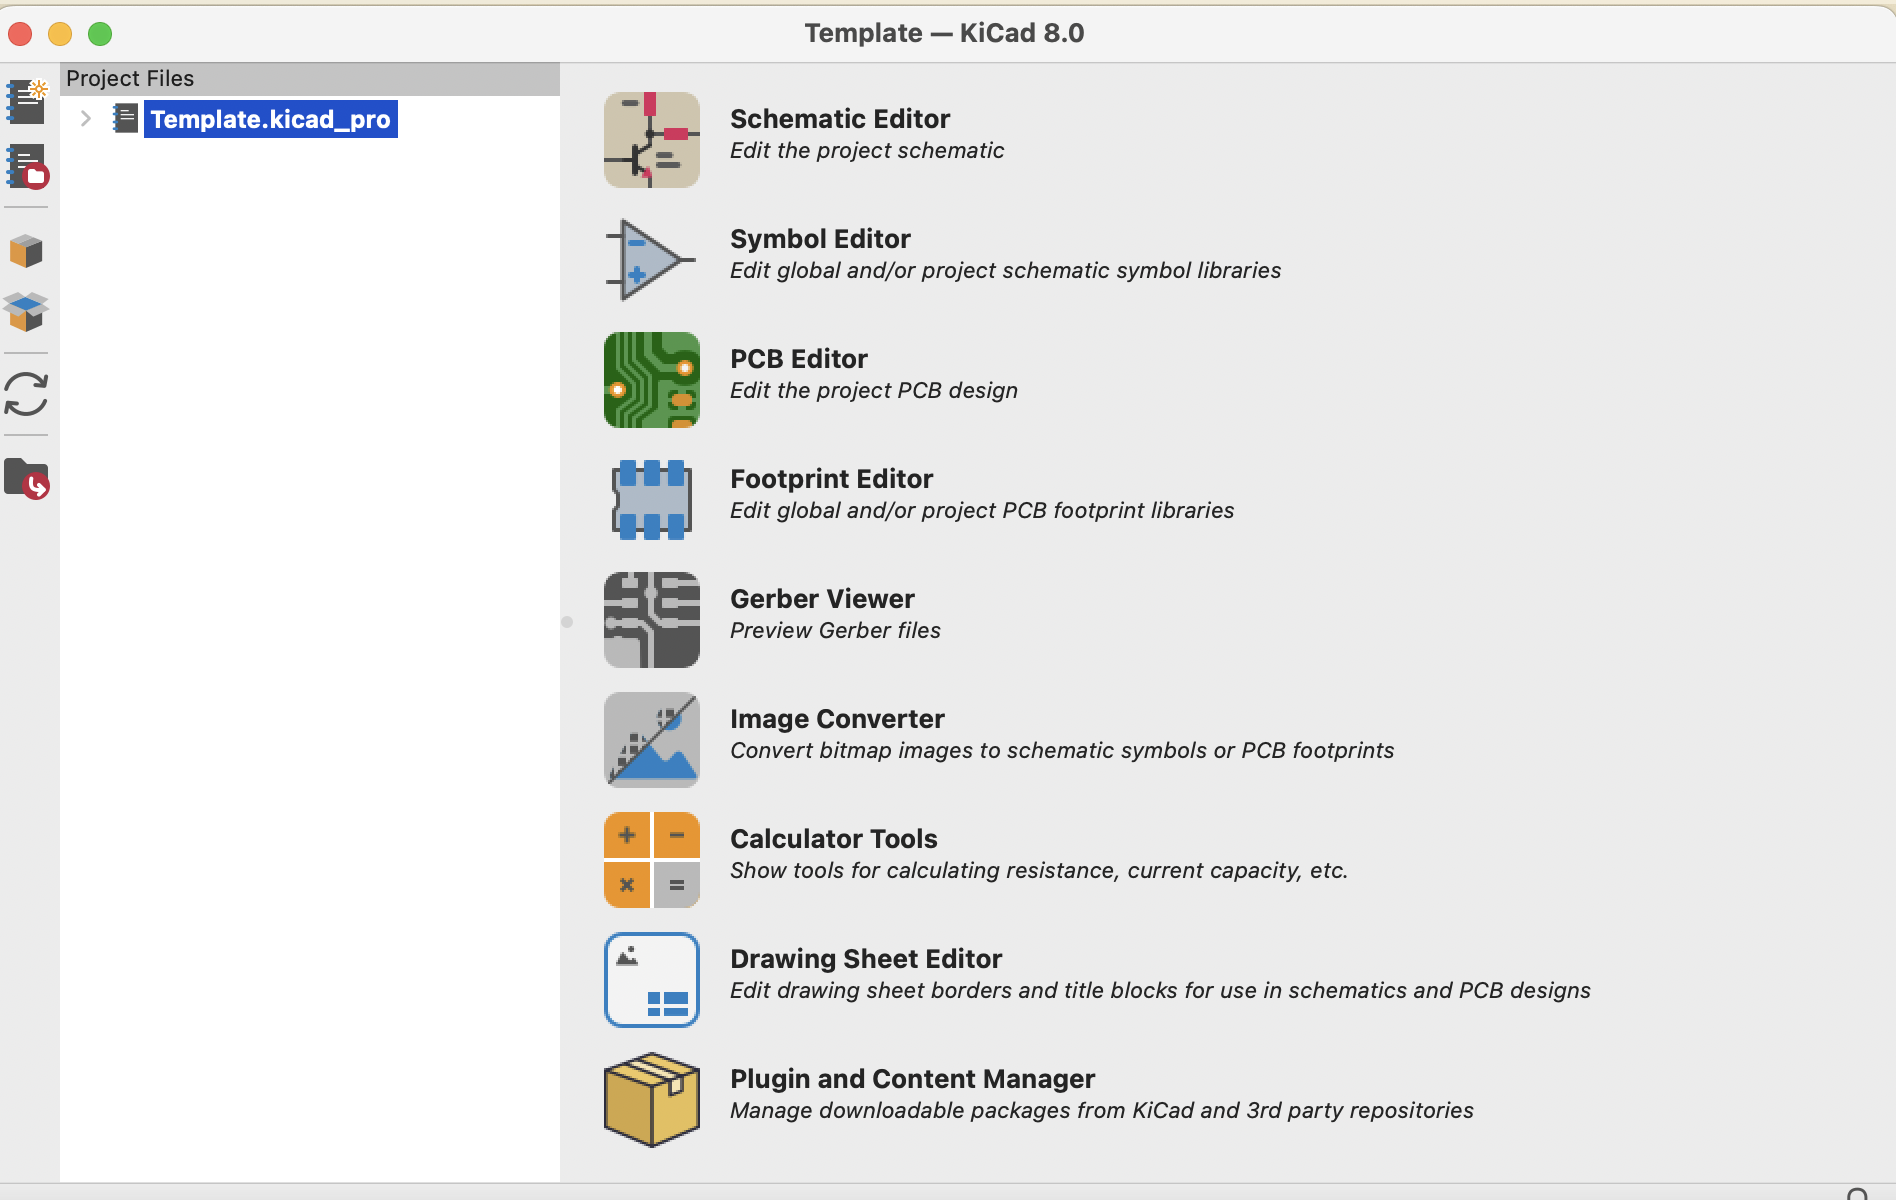 Template — KiCad 8.0
Project Files
Template.kicad_pro
Schematic Editor
Edit the project schematic
Symbol Editor
Edit global and/or project schematic symbol libraries
PCB Editor
Edit the project PCB design
Footprint Editor
Edit global and/or project PCB footprint libraries
Gerber Viewer
Preview Gerber files
Image Converter
Convert bitmap images to schematic symbols or PCB footprints
Calculator Tools
Show tools for calculating resistance, current capacity, etc.
Drawing Sheet Editor
Edit drawing sheet borders and title blocks for use in schematics and PCB designs
Plugin and Content Manager
Manage downloadable packages from KiCad and 3rd party repositories